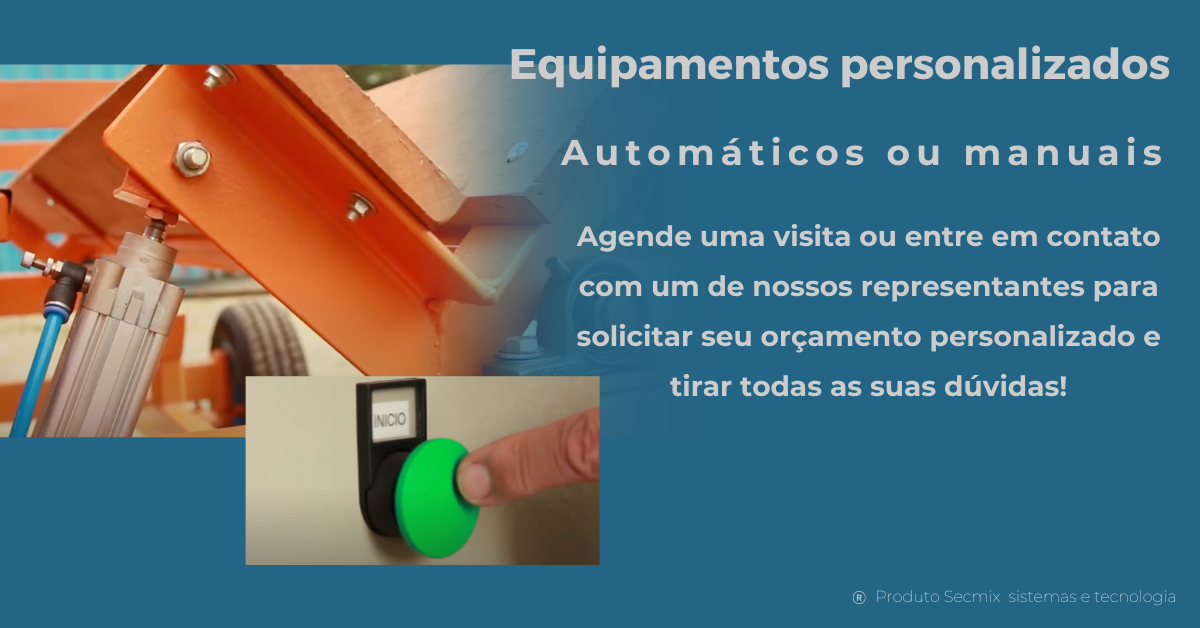 Equipamentos personalizados
Automáticos ou manuais
Agende uma visita ou entre em contato
com um de nossos representantes para
solicitar seu orçamento personalizado e
tirar todas as suas dúvidas!
INICIO
® Produto Secmix sistemas e tecnologia